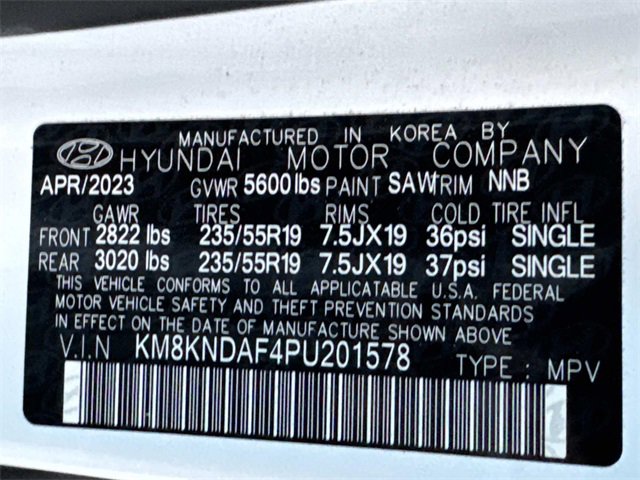 MANUFACTURED IN KOREA BY
HYUNDAI MOTOR COMPANY
APR/2023 GVWR 5600 lbs PAINT SAW TRIM NNB
GAWR TIRES RIMS COLD TIRE INFL
FRONT 2822 lbs 235/55R19 7.5JX19 36psi SINGLE
REAR 3020 lbs 235/55R19 7.5JX19 37psi SINGLE
THIS VEHICLE CONFORMS TO ALL APPLICATABLE U.S.A. FEDERAL
MOTOR VEHICLE SAFETY AND THEFT PREVENTION STANDARDS
IN EFFECT ON THE DATE OF MANUFACTURE SHOWN ABOVE
V.I.N KM8KNDAF4PU201578 TYPE : MPV